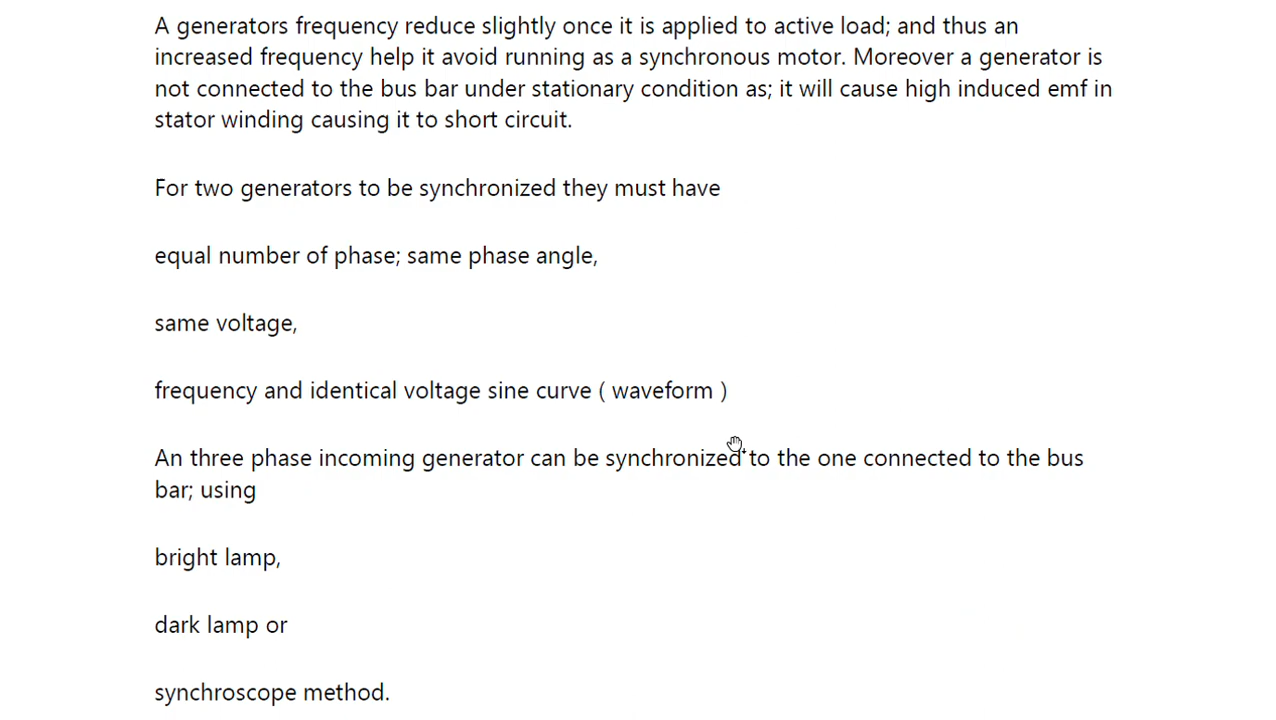 A generators frequency reduce slightly once it is applied to active load; and thus an
increased frequency help it avoid running as a synchronous motor. Moreover a generator is
not connected to the bus bar under stationary condition as; it will cause high induced emf in
stator winding causing it to short circuit.
For two generators to be synchronized they must have
equal number of phase; same phase angle,
same voltage,
frequency and identical voltage sine curve ( waveform )
An three phase incoming generator can be synchronized to the one connected to the bus
bar; using
bright lamp,
dark lamp or
synchroscope method.